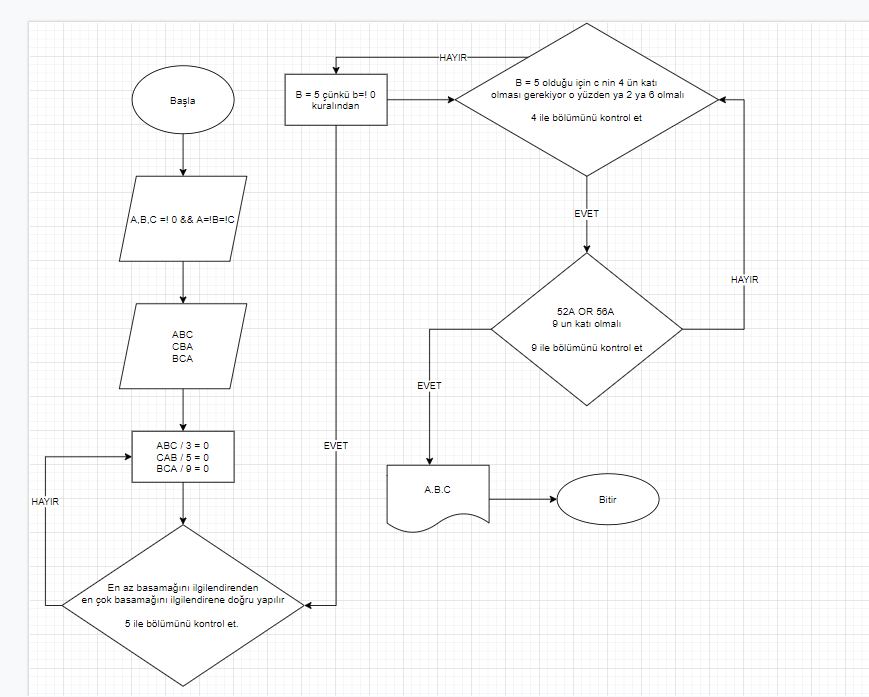 Başla
A,B,C =! 0 && A=!B=!C
ABC
CBA
BCA
ABC / 3 = 0
CAB / 5 = 0
BCA / 9 = 0
HAYIR
En az basamağını ilgilendirenden
en çok basamağını ilgilendirene doğru yapılır
5 ile bölümünü kontrol et.
EVET
B = 5 çünkü b=! 0
kuralından
HAYIR
B = 5 olduğu için c nin 4 ün katı
olması gerekiyor o yüzden ya 2 ya 6 olmalı
4 ile bölümünü kontrol et
EVET
52A OR 56A
9 un katı olmalı
9 ile bölümünü kontrol et
HAYIR
EVET
A.B.C
Bitir